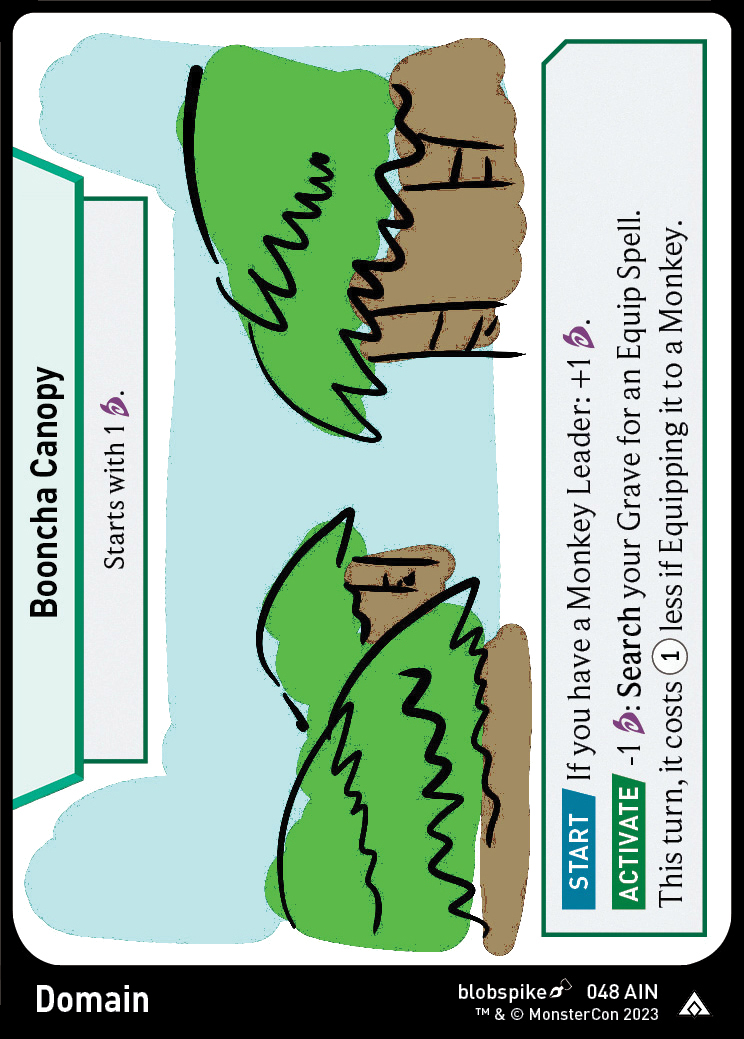 Booncha Canopy
Starts with 1 .
START If you have a Monkey Leader: +1 .
ACTIVATE -1 : Search your Grave for an Equip Spell.
This turn, it costs 1 less if Equipping it to a Monkey.
Domain
blobspike 048 AIN
™ & © MonsterCon 2023